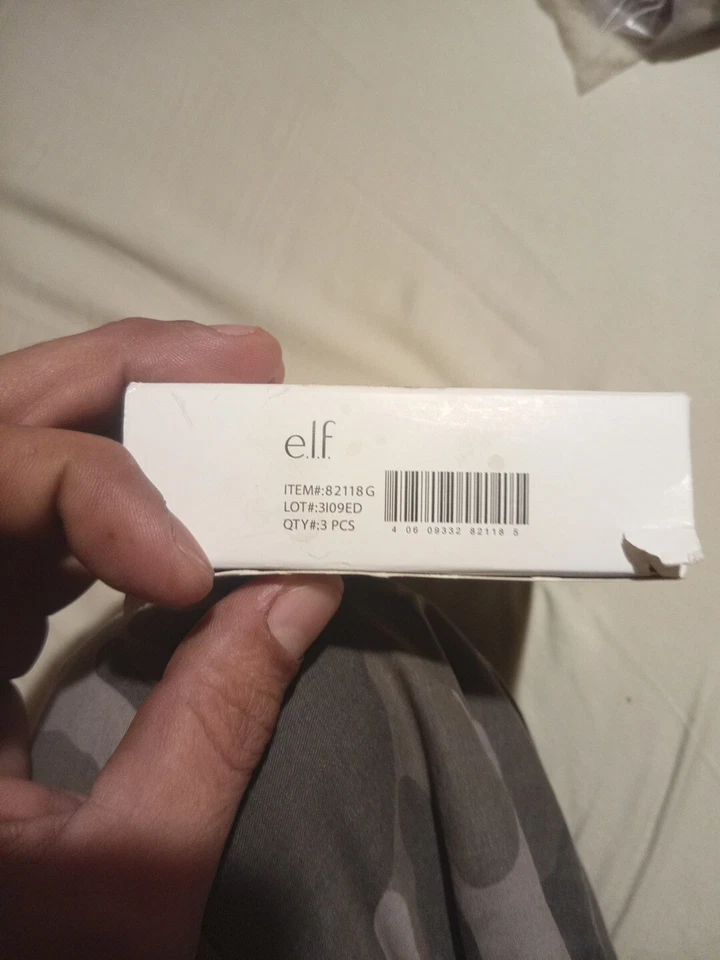 e.l.f.
ITEM#:82118G
LOT#:3I09ED
QTY#:3 PCS
4 06 09332 82118 5